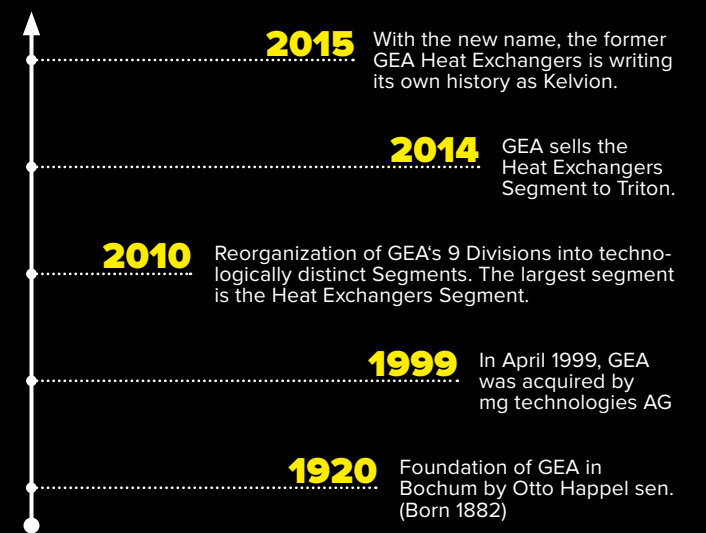 2015
With the new name, the former
GEA Heat Exchangers is writing
its own history as Kelvion.
2014
GEA sells the
Heat Exchangers
Segment to Triton.
2010
Reorganization of GEA‘s 9 Divisions into techno-
logically distinct Segments. The largest segment
is the Heat Exchangers Segment.
1999
In April 1999, GEA
was acquired by
mg technologies AG
1920
Foundation of GEA in
Bochum by Otto Happel sen.
(Born 1882)